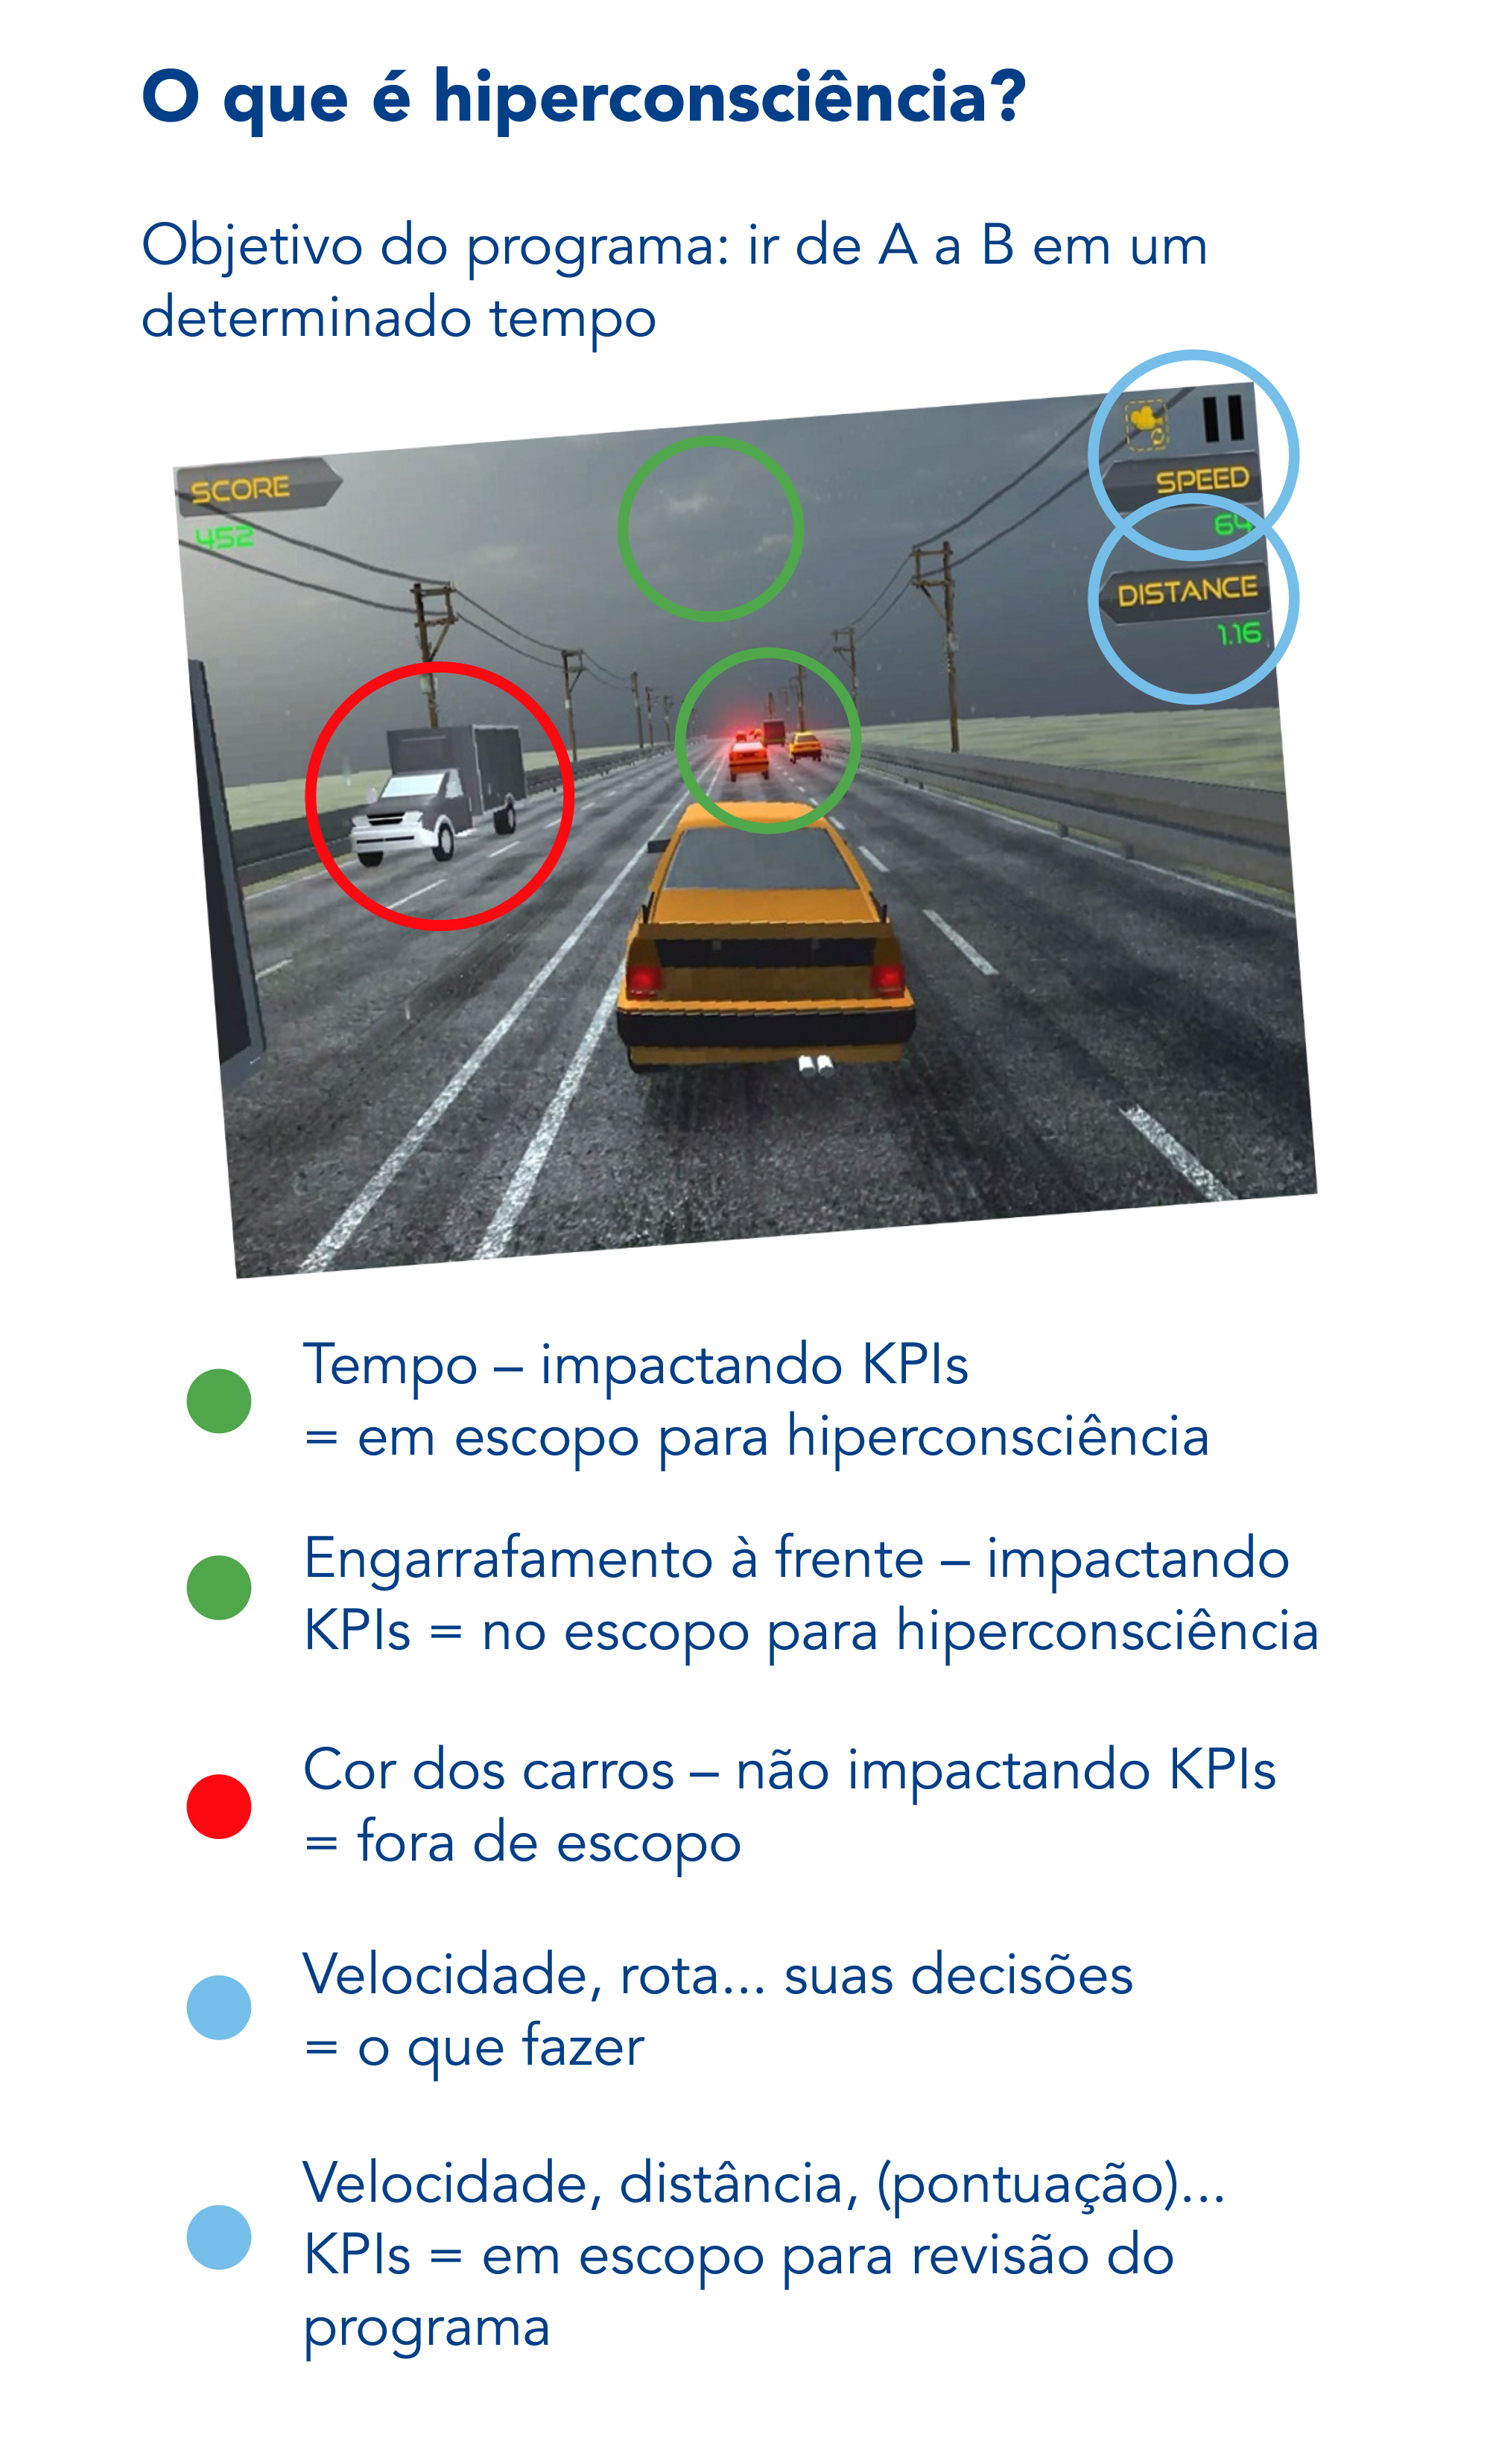 O que é hiperconsciência?
Objetivo do programa: ir de A a B em um
determinado tempo
SCORE
452
SPEED
64
DISTANCE
1.16
Tempo – impactando KPIs
= em escopo para hiperconsciência
Engarrafamento à frente – impactando
KPIs = no escopo para hiperconsciência
Cor dos carros – não impactando KPIs
= fora de escopo
Velocidade, rota... suas decisões
= o que fazer
Velocidade, distância, (pontuação)...
KPIs = em escopo para revisão do
programa